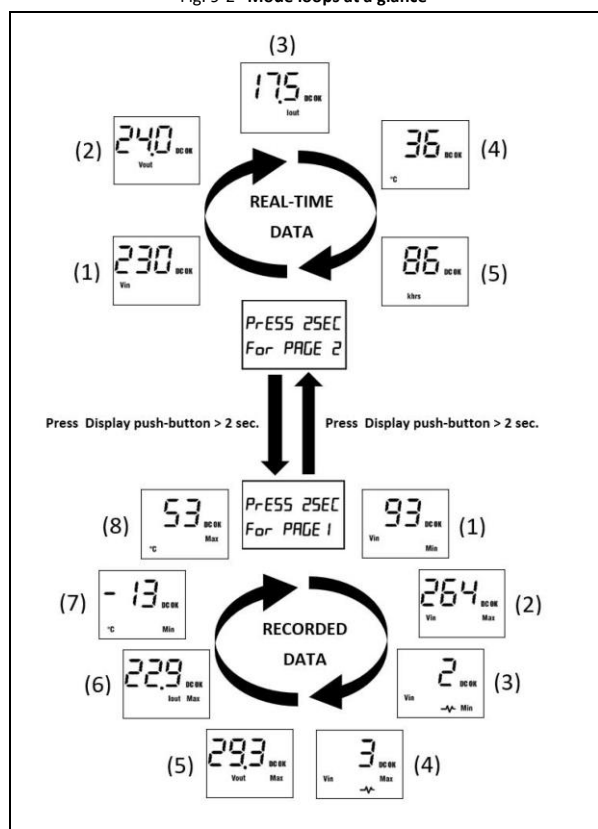 Mode loops at a glance
(3)
17.5 DC OK
Iout
(2)
24.0 DC OK
Vout
36 DC OK
°C
(4)
REAL-TIME
DATA
(1)
230 DC OK
Vin
86 DC OK
khrs
(5)
PrESS 2SEC
For PAGE 2
Press Display push-button > 2 sec.
Press Display push-button > 2 sec.
(8)
53 DC OK
°C Max
PrESS 2SEC
For PAGE 1
93 DC OK
Vin Min
(1)
(7)
-13 DC OK
°C Min
264 DC OK
Vin Max
(2)
RECORDED
DATA
(6)
22.9 DC OK
Iout Max
2 DC OK
Vin Min
(3)
(5)
29.3 DC OK
Vout Max
3 DC OK
Vin Max
(4)